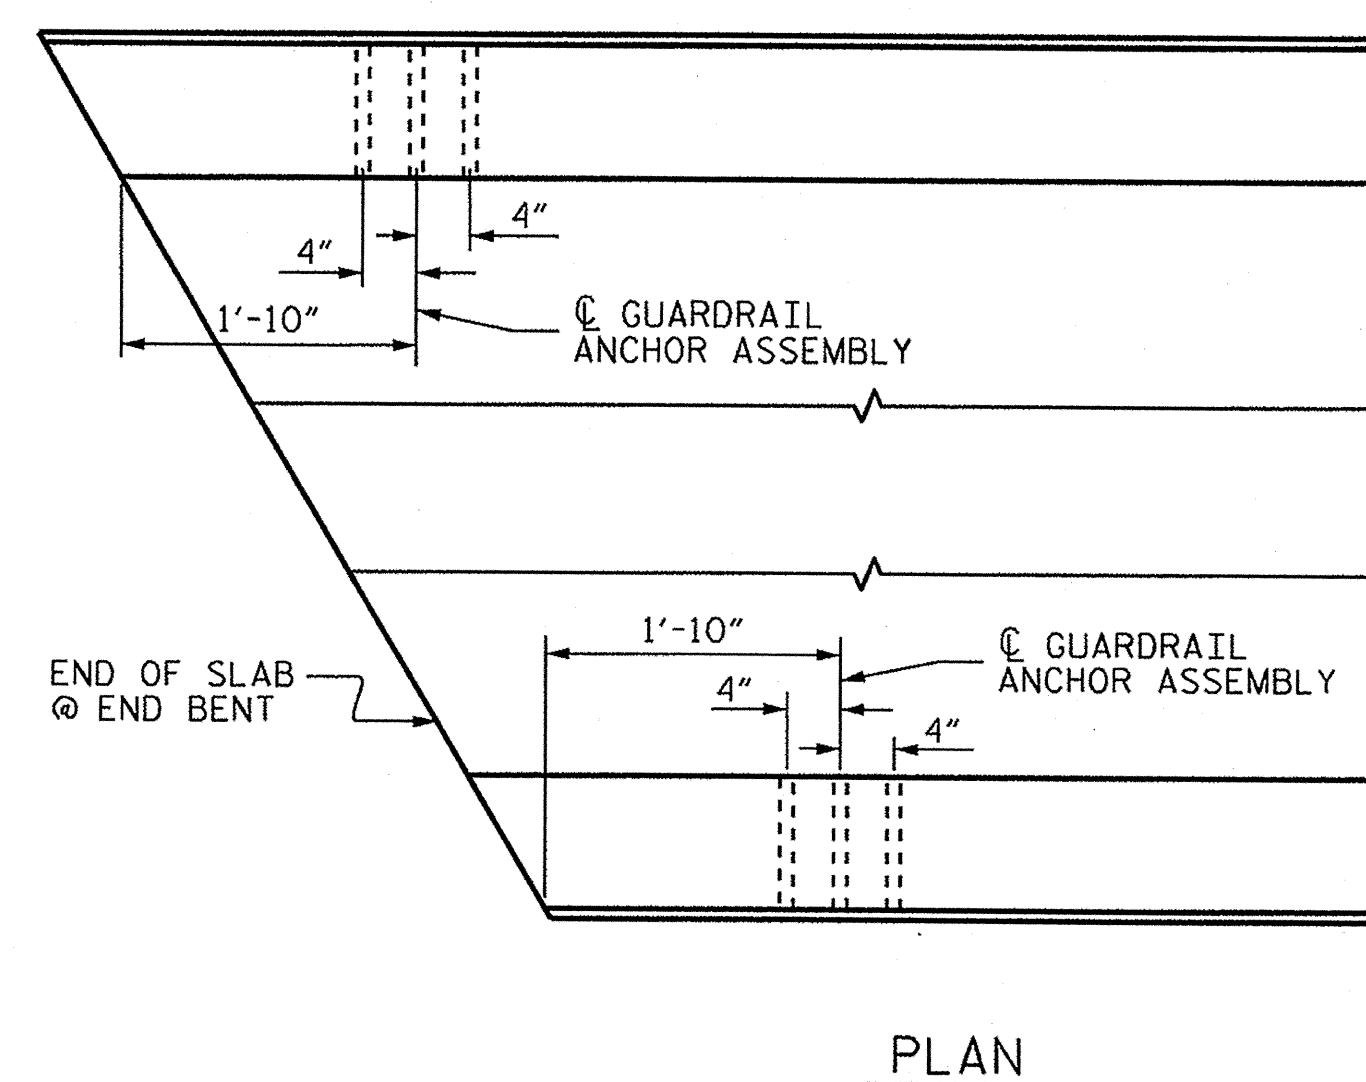 4"
4"
1'-10"
℄ GUARDRAIL
ANCHOR ASSEMBLY
1'-10"
℄ GUARDRAIL
ANCHOR ASSEMBLY
END OF SLAB
@ END BENT
4"
4"
PLAN